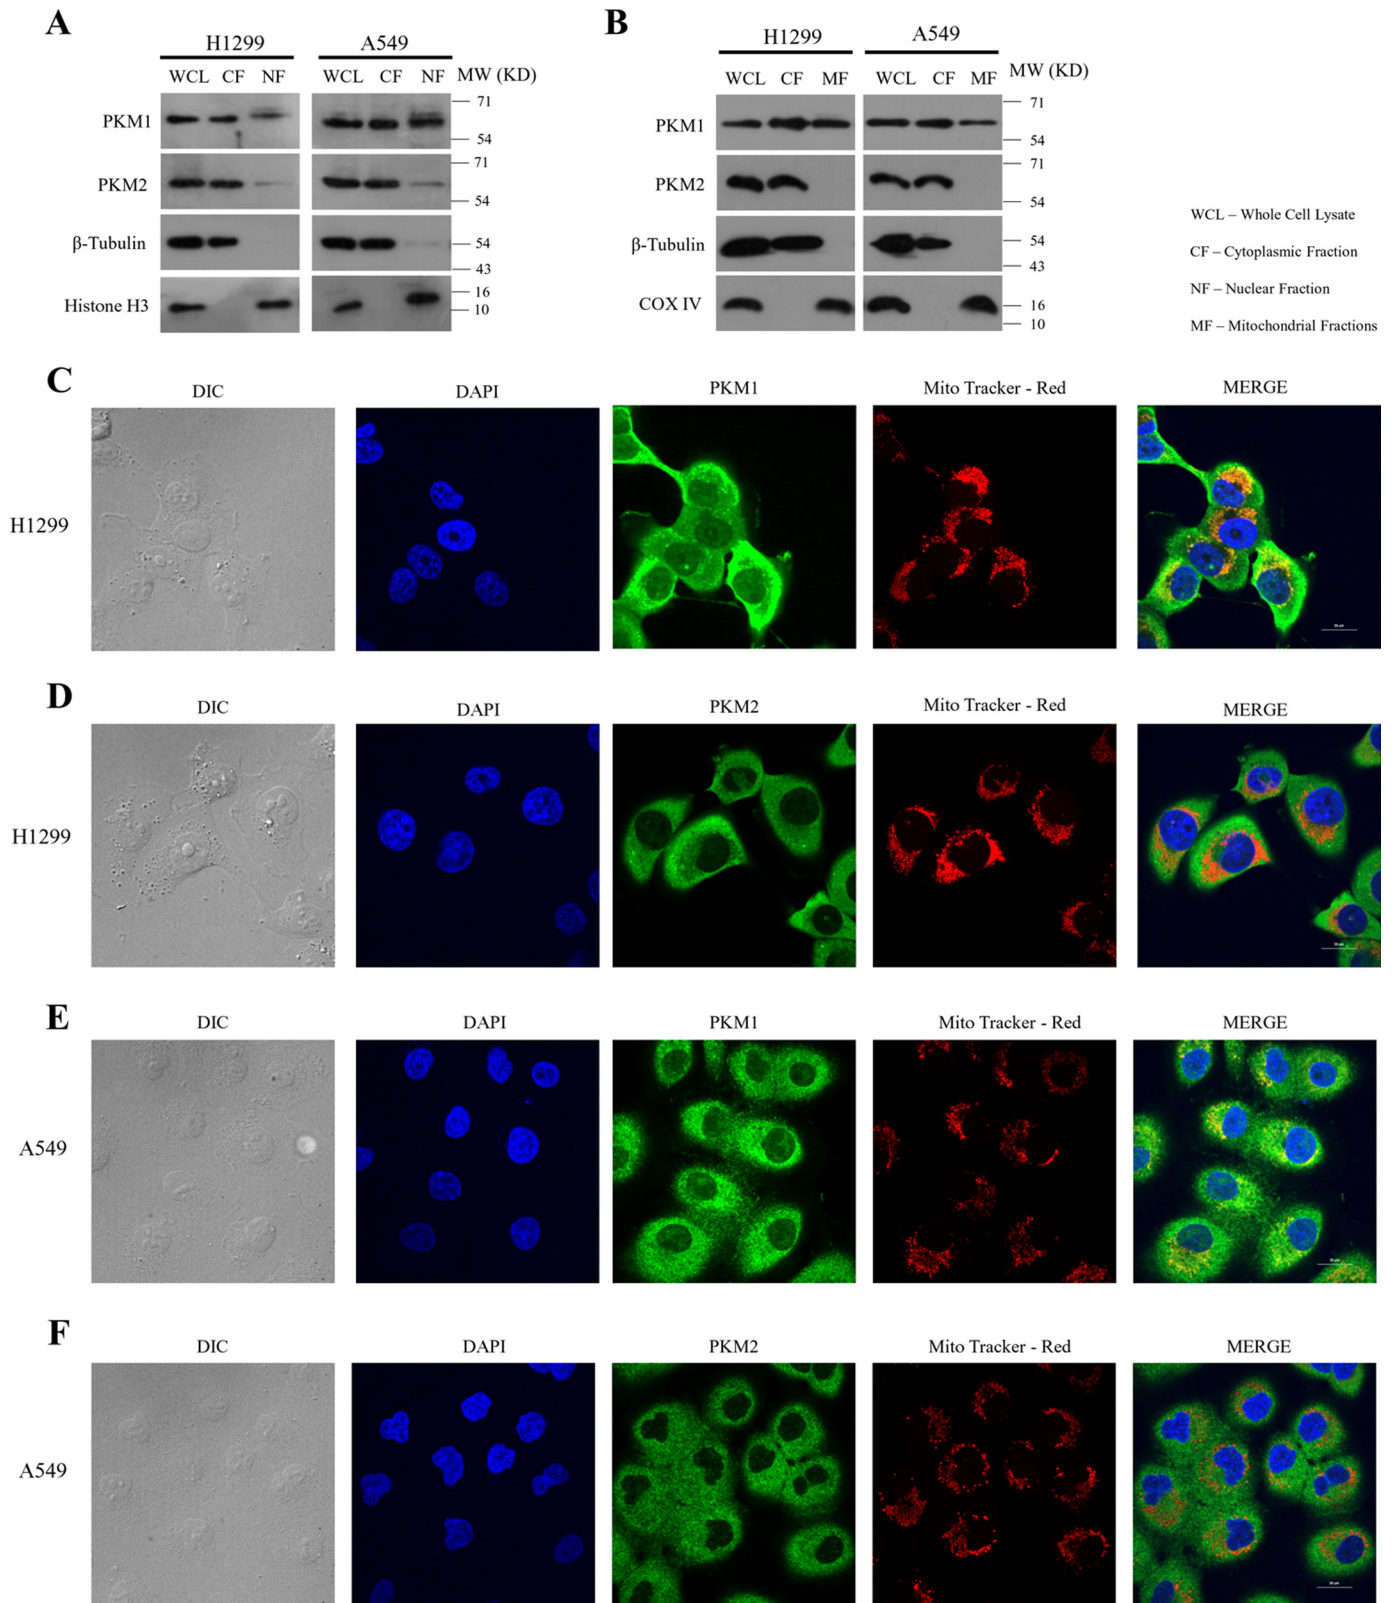 A
H1299 A549
WCL CF NF WCL CF NF MW (KD)
PKM1 71
54
PKM2 71
54
β-Tubulin 54
43
Histone H3 16
10
B
H1299 A549
WCL CF MF WCL CF MF MW (KD)
PKM1 71
54
PKM2 71
54
β-Tubulin 54
43
COX IV 16
10
WCL – Whole Cell Lysate
CF – Cytoplasmic Fraction
NF – Nuclear Fraction
MF – Mitochondrial Fractions
C
DIC DAPI PKM1 Mito Tracker - Red MERGE
H1299
D
DIC DAPI PKM2 Mito Tracker - Red MERGE
H1299
E
DIC DAPI PKM1 Mito Tracker - Red MERGE
A549
F
DIC DAPI PKM2 Mito Tracker - Red MERGE
A549